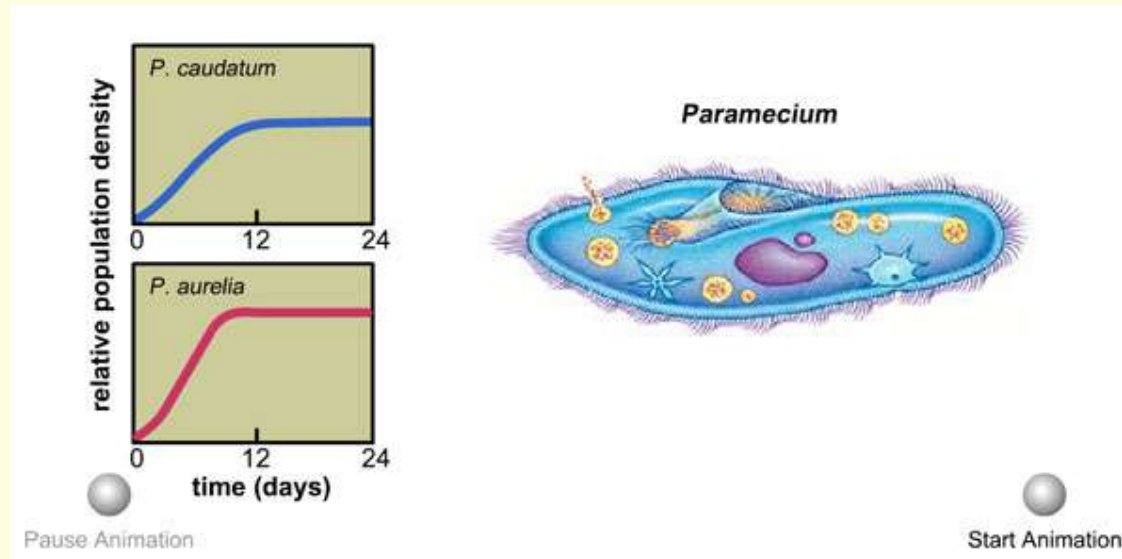 P. caudatum
relative population density
0 12 24
P. aurelia
0 12 24
time (days)
Paramecium
Pause Animation
Start Animation